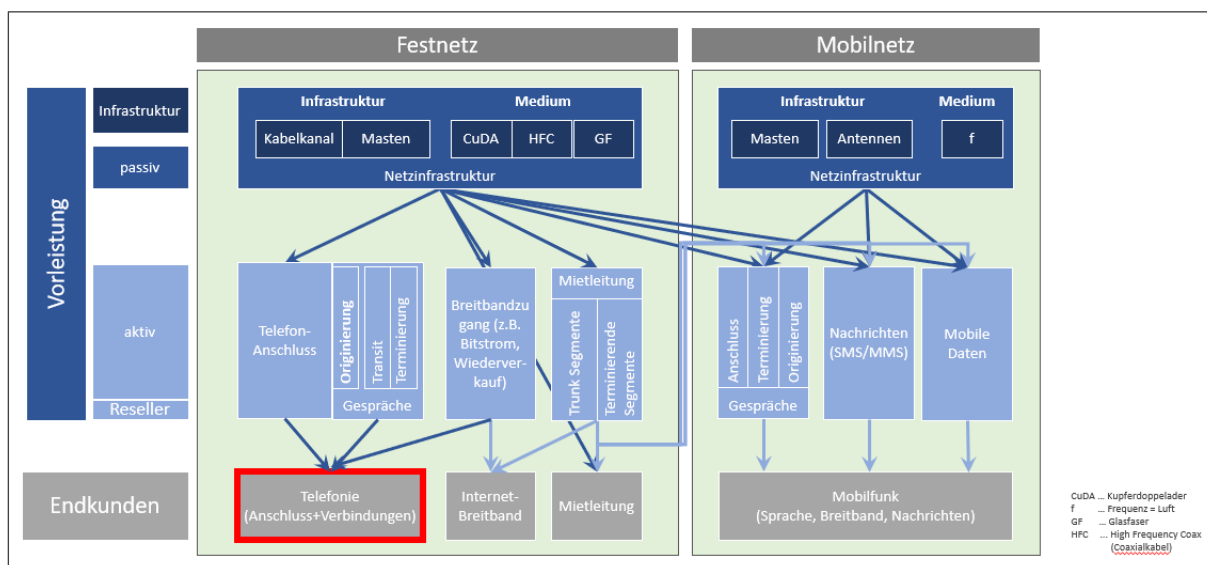 Festnetz
Mobilnetz
Vorleistung
Infrastruktur
passiv
aktiv
Reseller
Endkunden
Infrastruktur
Medium
Kabelkanal
Masten
CuDA
HFC
GF
Netzinfrastruktur
Infrastruktur
Medium
Masten
Antennen
f
Netzinfrastruktur
Telefon-
Anschluss
Originierung
Transit
Terminierung
Gespräche
Breitbandzu
gang (z.B.
Bitstrom,
Wiederver-
kauf)
Mietleitung
Trunk Segmente
Terminierende
Segmente
Anschluss
Terminierung
Originierung
Gespräche
Nachrichten
(SMS/MMS)
Mobile
Daten
Telefonie
(Anschluss+Verbindungen)
Internet-
Breitband
Mietleitung
Mobilfunk
(Sprache, Breitband, Nachrichten)
CuDA ... Kupferdoppelader
f ... Frequenz = Luft
GF ... Glasfaser
HFC ... High Frequency Coax
(Coaxialkabel)